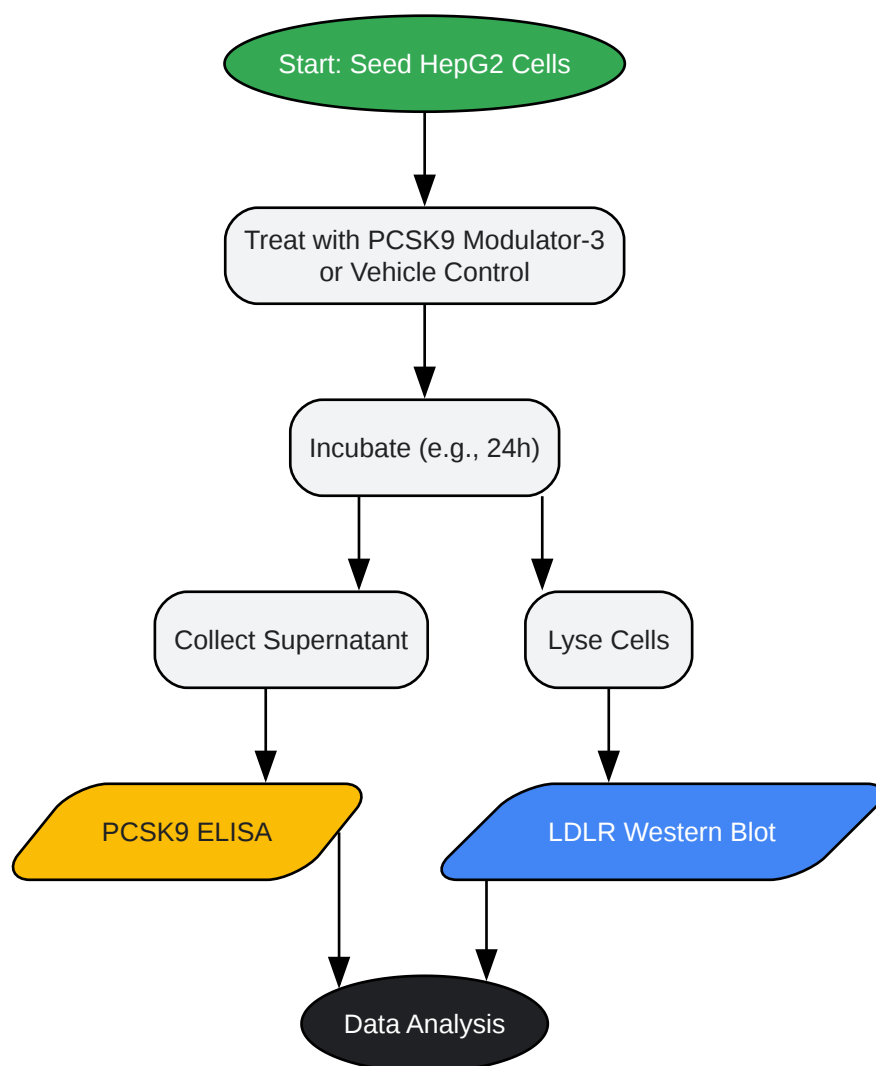 Start: Seed HepG2 Cells
Treat with PCSK9 Modulator-3
or Vehicle Control
Incubate (e.g., 24h)
Collect Supernatant
Lyse Cells
PCSK9 ELISA
LDLR Western Blot
Data Analysis